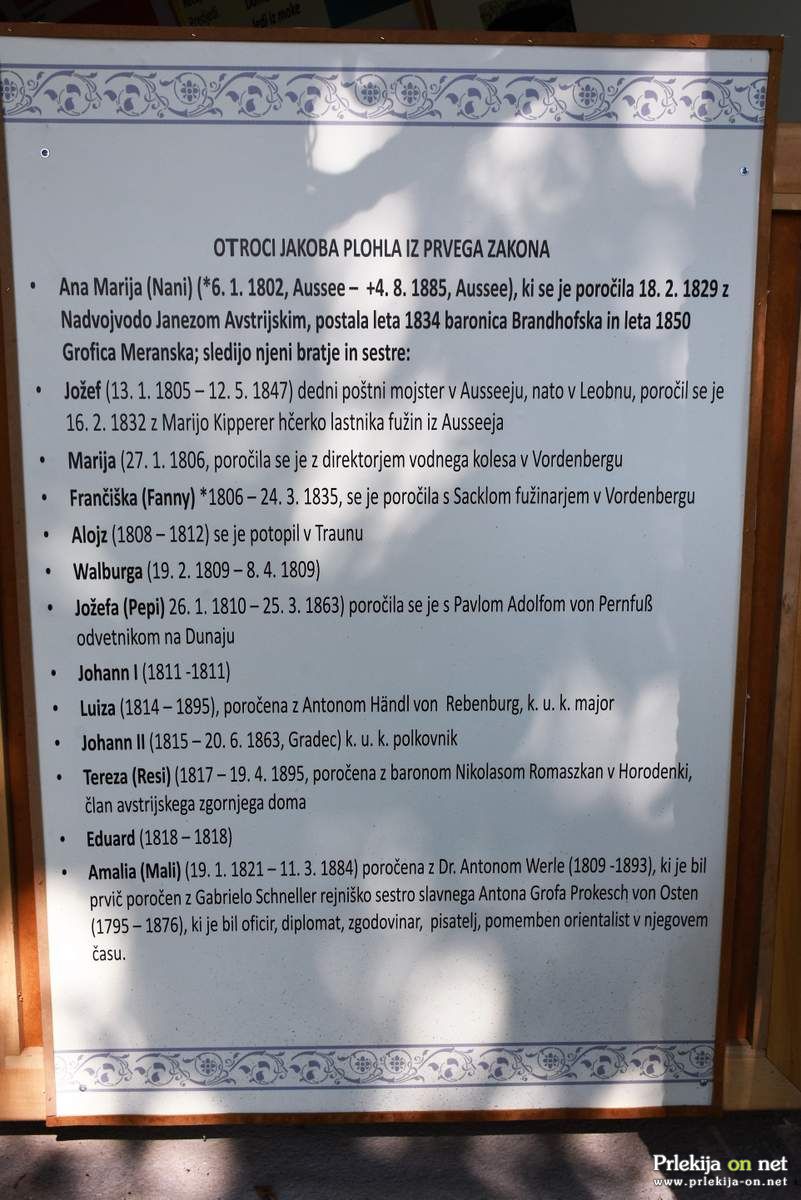 Jedi iz moke
OTROCI JAKOBA PLOHLA IZ PRVEGA ZAKONA
• Ana Marija (Nani) (*6. 1. 1802, Aussee – +4. 8. 1885, Aussee), ki se je poročila 18. 2. 1829 z
Nadvojvodo Janezom Avstrijskim, postala leta 1834 baronica Brandhofska in leta 1850
Grofica Meranska; sledijo njeni bratje in sestre:
• Jožef (13. 1. 1805 – 12. 5. 1847) dedni poštni mojster v Ausseeju, nato v Leobnu, poročil se je
16. 2. 1832 z Marijo Kipperer hčerko lastnika fužin iz Ausseeja
• Marija (27. 1. 1806, poročila se je z direktorjem vodnega kolesa v Vordenbergu
• Frančiška (Fanny) *1806 – 24. 3. 1835, se je poročila s Sacklom fužinarjem v Vordenbergu
• Alojz (1808 – 1812) se je potopil v Traunu
• Walburga (19. 2. 1809 – 8. 4. 1809)
• Jožefa (Pepi) 26. 1. 1810 – 25. 3. 1863) poročila se je s Pavlom Adolfom von Pernfuß
odvetnikom na Dunaju
• Johann I (1811 -1811)
• Luiza (1814 – 1895), poročena z Antonom Händl von Rebenburg, k. u. k. major
• Johann II (1815 – 20. 6. 1863, Gradec) k. u. k. polkovnik
• Tereza (Resi) (1817 – 19. 4. 1895, poročena z baronom Nikolasom Romaszkan v Horodenki,
član avstrijskega zgornjega doma
• Eduard (1818 – 1818)
• Amalia (Mali) (19. 1. 1821 – 11. 3. 1884) poročena z Dr. Antonom Werle (1809 -1893), ki je bil
prvič poročen z Gabrielo Schneller rejniško sestro slavnega Antona Grofa Prokesch von Osten
(1795 – 1876), ki je bil oficir, diplomat, zgodovinar, pisatelj, pomemben orientalist v njegovem
času.
Prlekija on net
www.prlekija-on.net